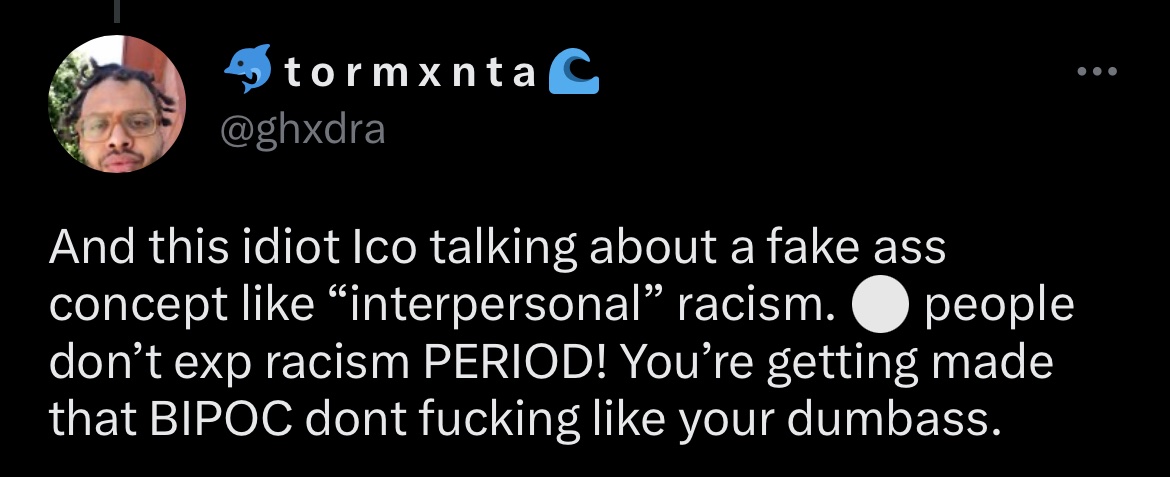 🐬 t o r m x n t a 🌊
@ghxdra
And this idiot Ico talking about a fake ass
concept like “interpersonal” racism. ⚪ people
don’t exp racism PERIOD! You’re getting made
that BIPOC dont fucking like your dumbass.